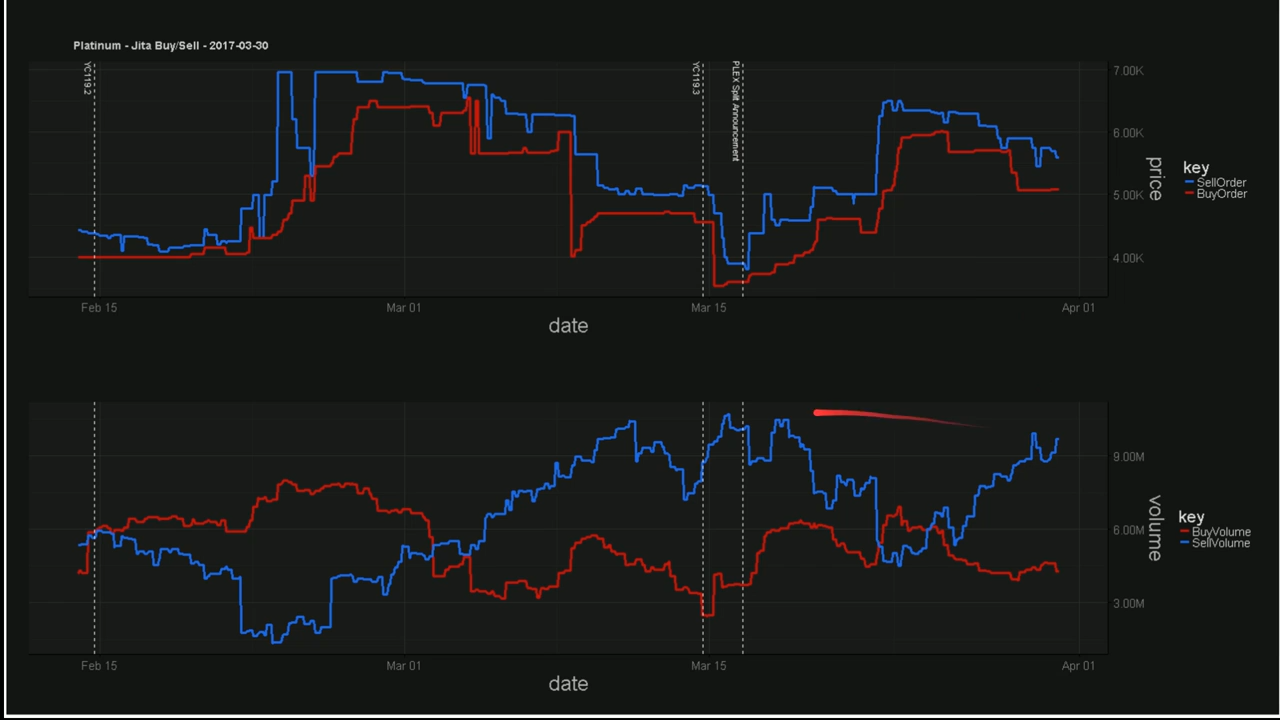 Platinum - Jita Buy/Sell - 2017-03-30
YC119.2
YC119.3
PLEX Split Announcement
7.00K
6.00K
5.00K
4.00K
price
key
SellOrder
BuyOrder
Feb 15
Mar 01
Mar 15
Apr 01
date
9.00M
6.00M
3.00M
volume
key
BuyVolume
SellVolume
Feb 15
Mar 01
Mar 15
Apr 01
date